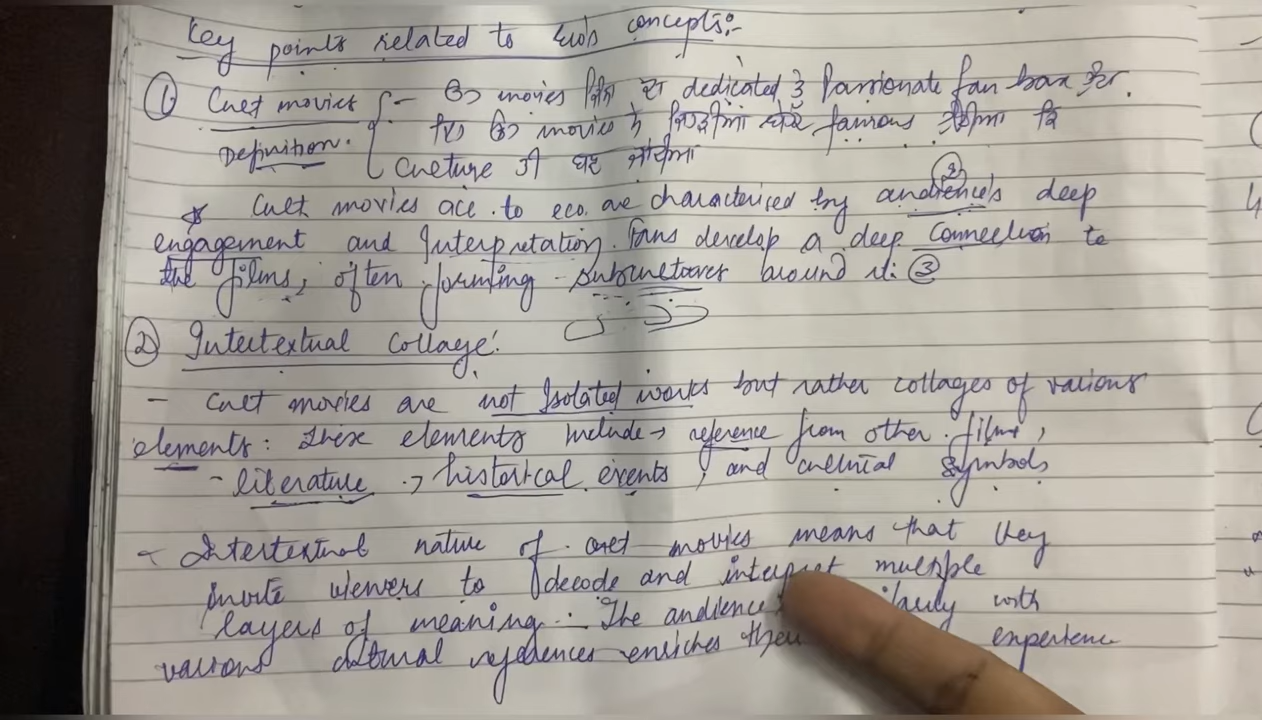 Key points related to Eco's concepts:-
① Cult movies { - ਉਹ movies ਜਿੰਨਾ ਦਾ dedicated ਤੇ Passionate fan base ਹੋਵੇ.
Definition. ਉਹ movies ਨੇ famous
Culture ਦੀ
* Cult movies acc. to eco. are characterised by audience's ② deep
engagement and Interpretation. Fans develop a deep connection to
the films, often forming subcultures around it. ③
② Intertextual Collage.
- Cult movies are not Isolated works but rather collages of various
elements: These elements include → reference from other films,
- literature → historical events, and cultural symbols
- Intertextual nature of cult movies means that they
invite viewers to decode and interpret multiple
layers of meaning. The audience with
various cultural references enriches their experience